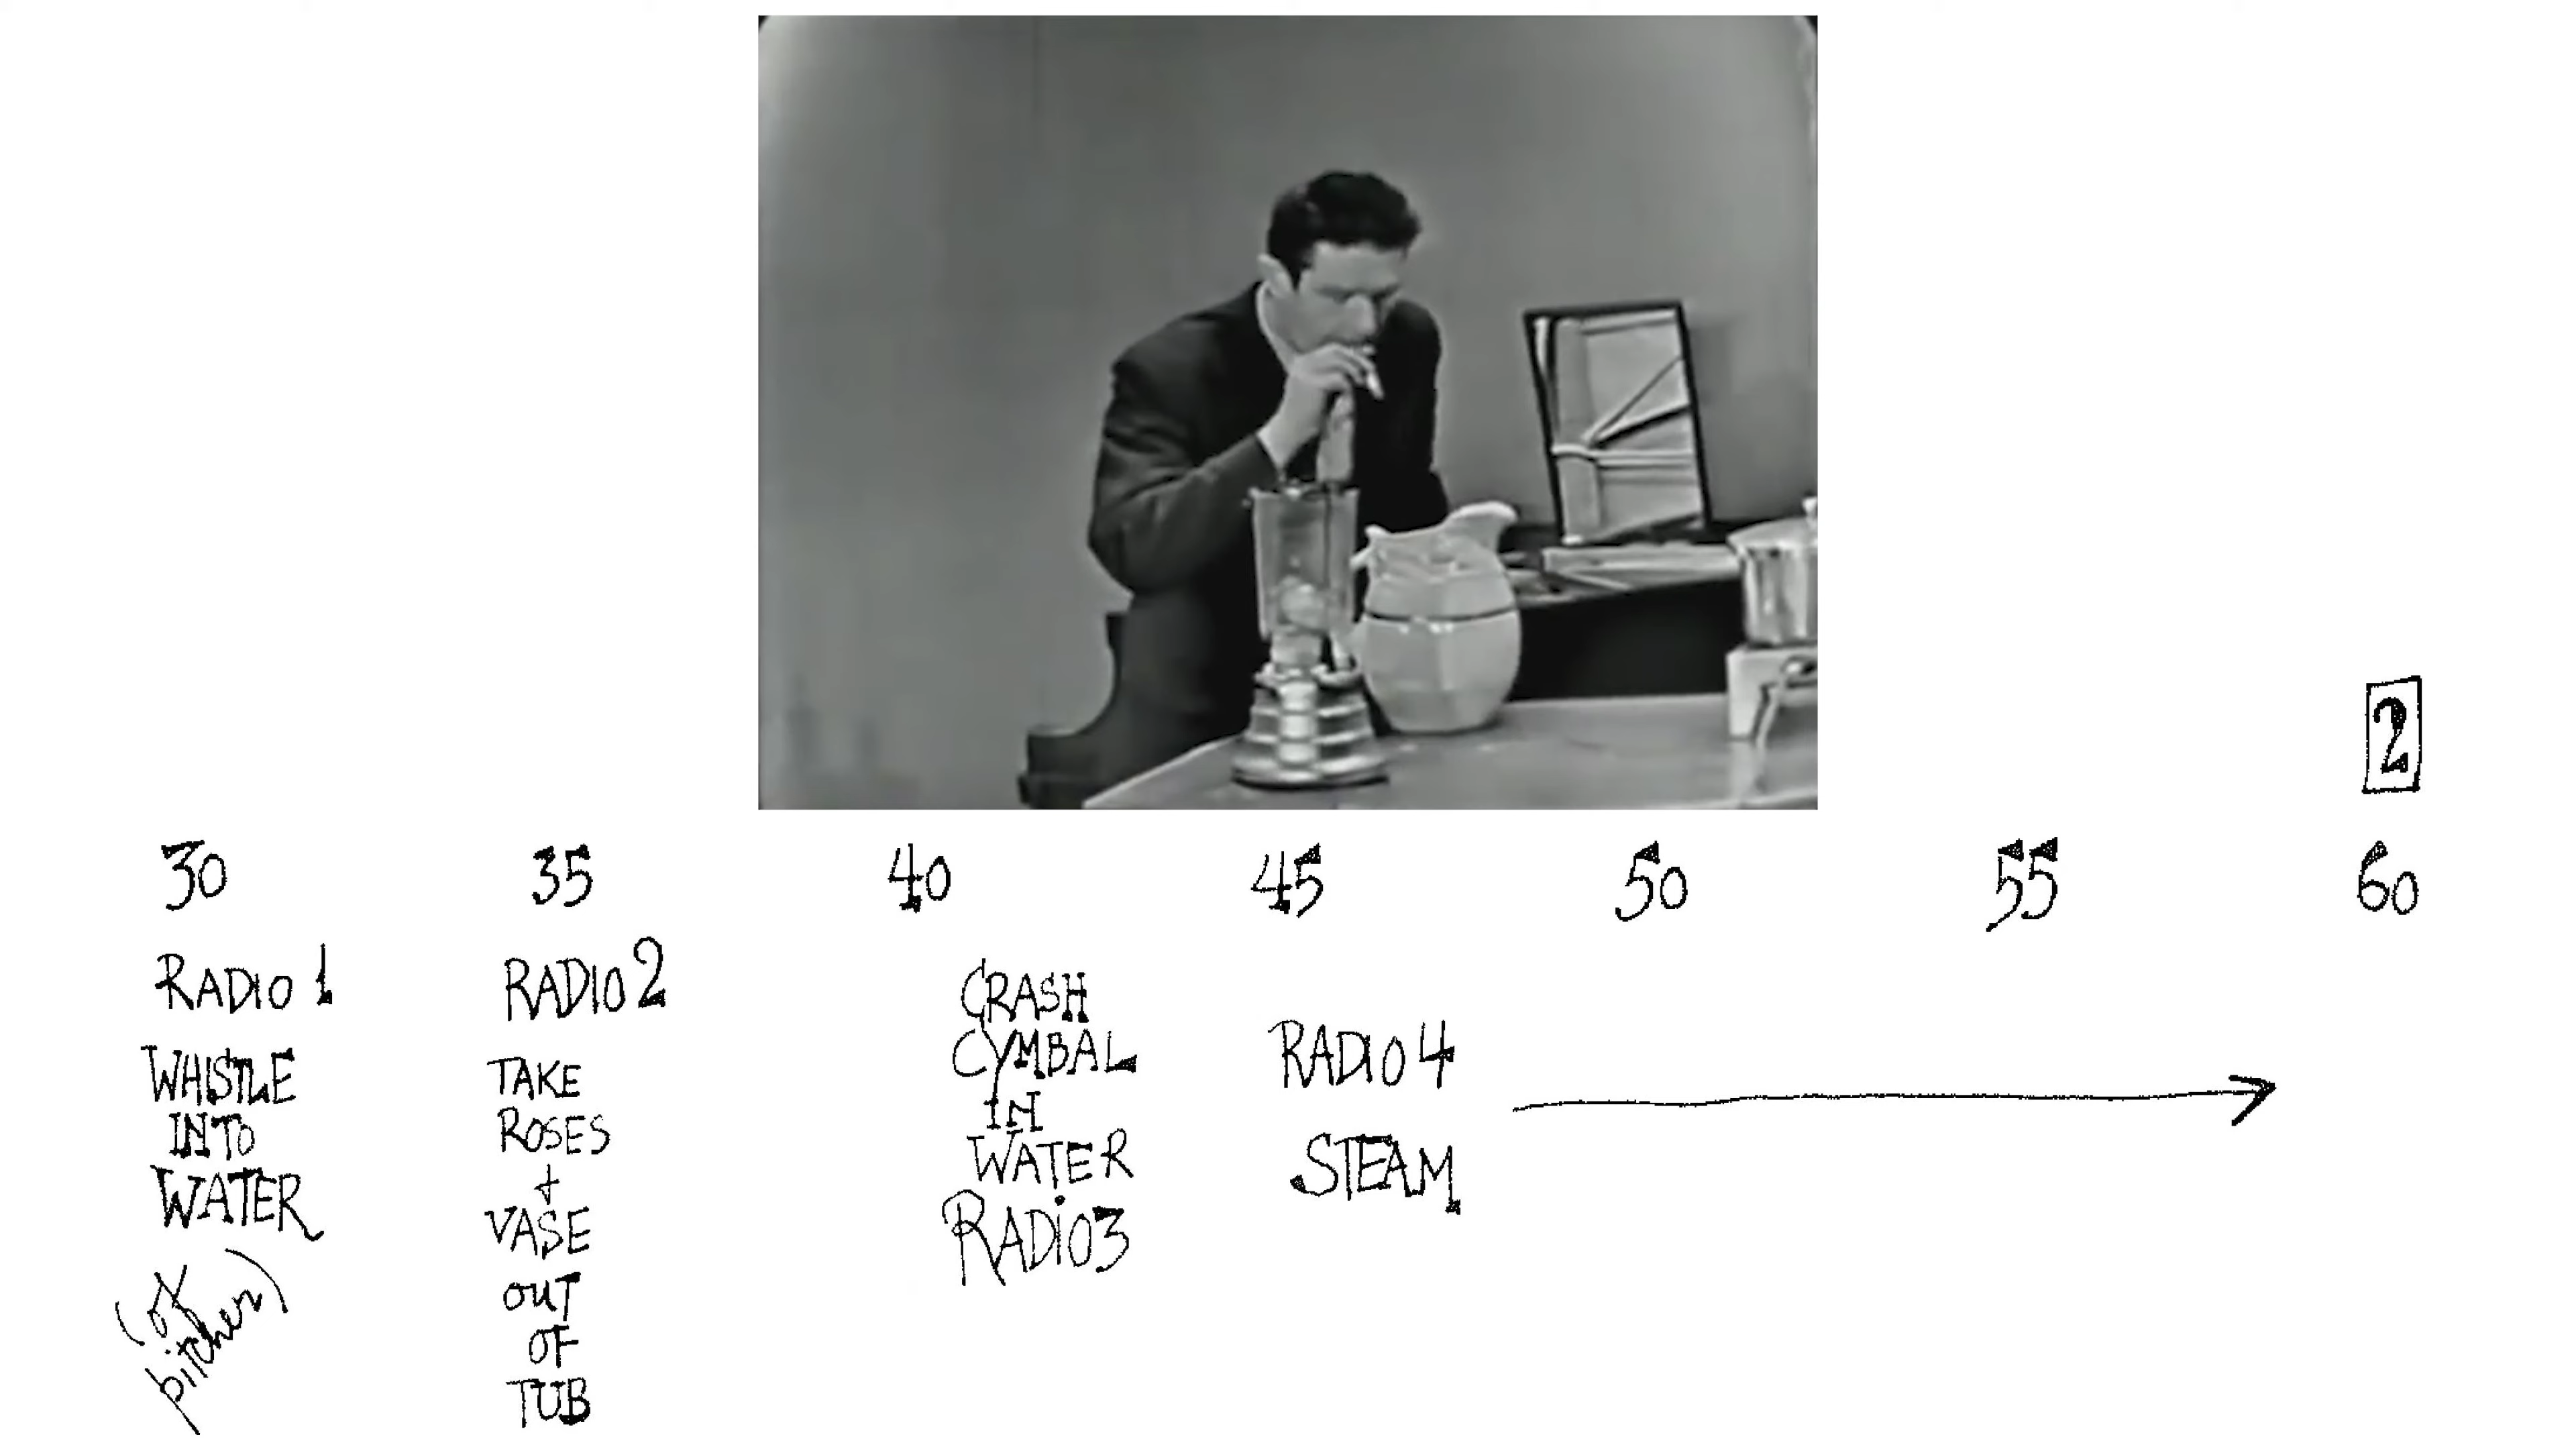 2
30 35 40 45 50 55 60
RADIO 1
WHISTLE
INTO
WATER
(of
pitcher)
RADIO 2
TAKE
ROSES
+
VASE
OUT
OF
TUB
CRASH
CYMBAL
IN
WATER
RADIO 3
RADIO 4
STEAM